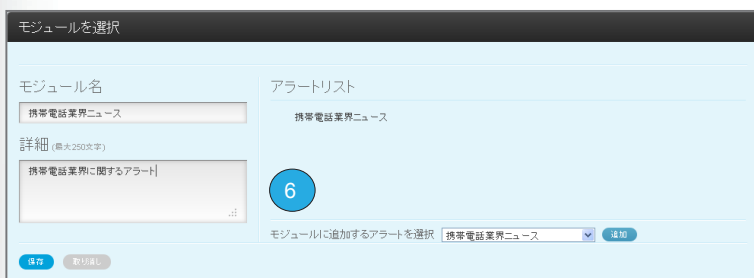 モジュールを選択
モジュール名
携帯電話業界ニュース
詳細 (最大250文字)
携帯電話業界に関するアラート
アラートリスト
携帯電話業界ニュース
6
モジュールに追加するアラートを選択 携帯電話業界ニュース 追加
保存 取り消し